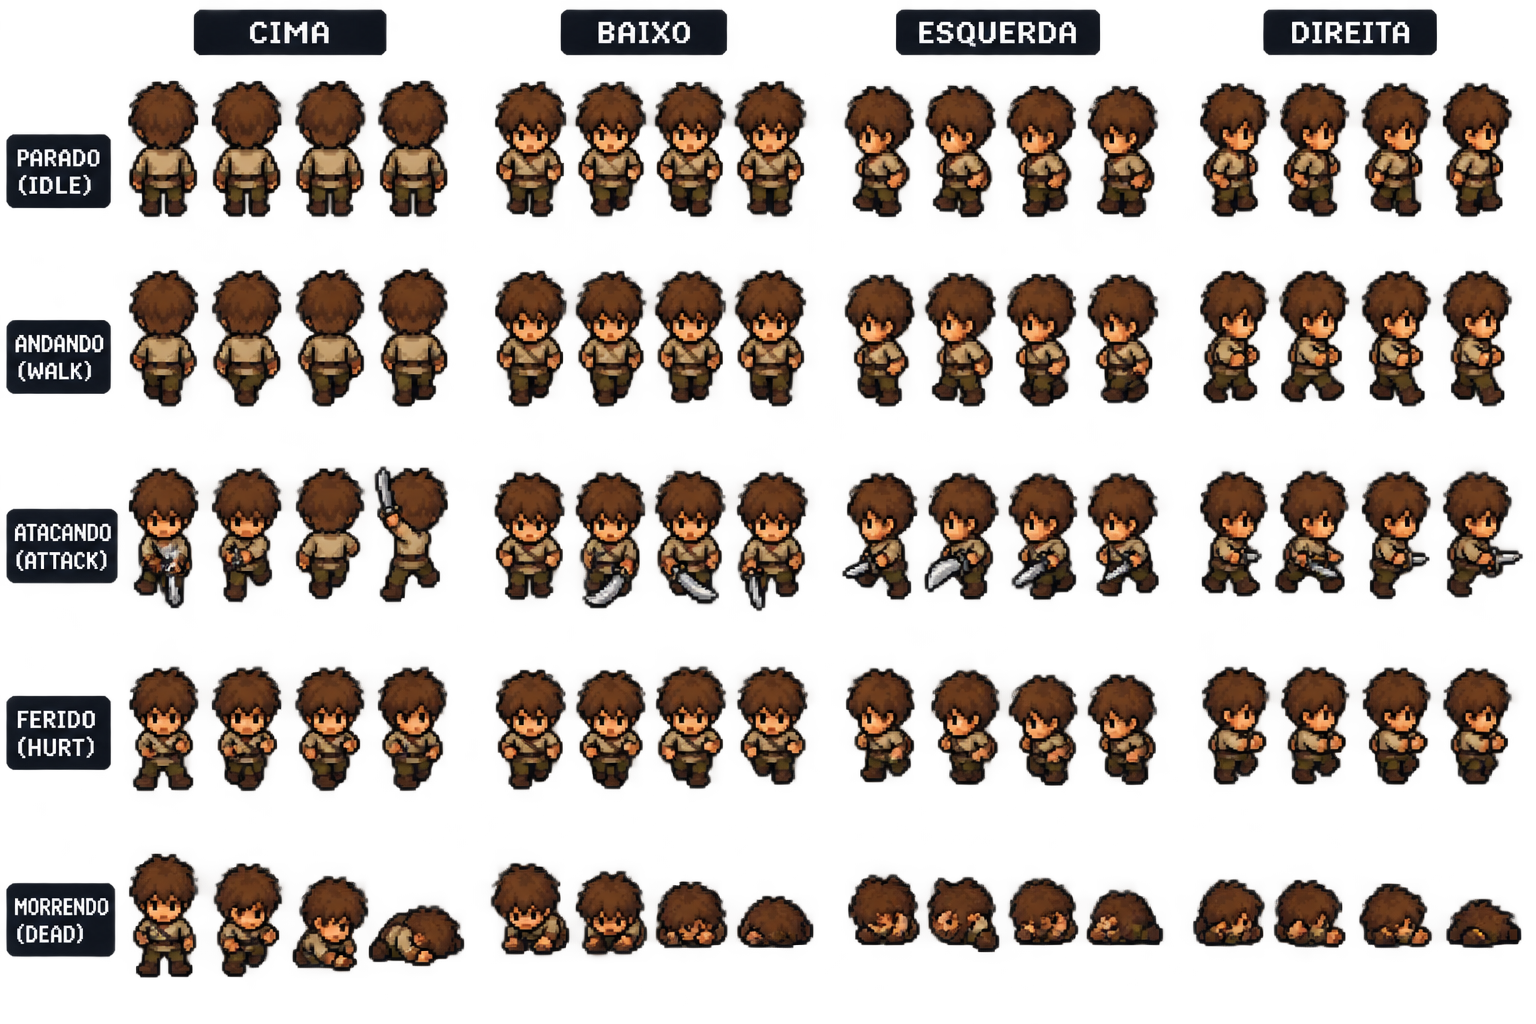 CIMA
BAIXO
ESQUERDA
DIREITA
PARADO
(IDLE)
ANDANDO
(WALK)
ATACANDO
(ATTACK)
FERIDO
(HURT)
MORRENDO
(DEAD)